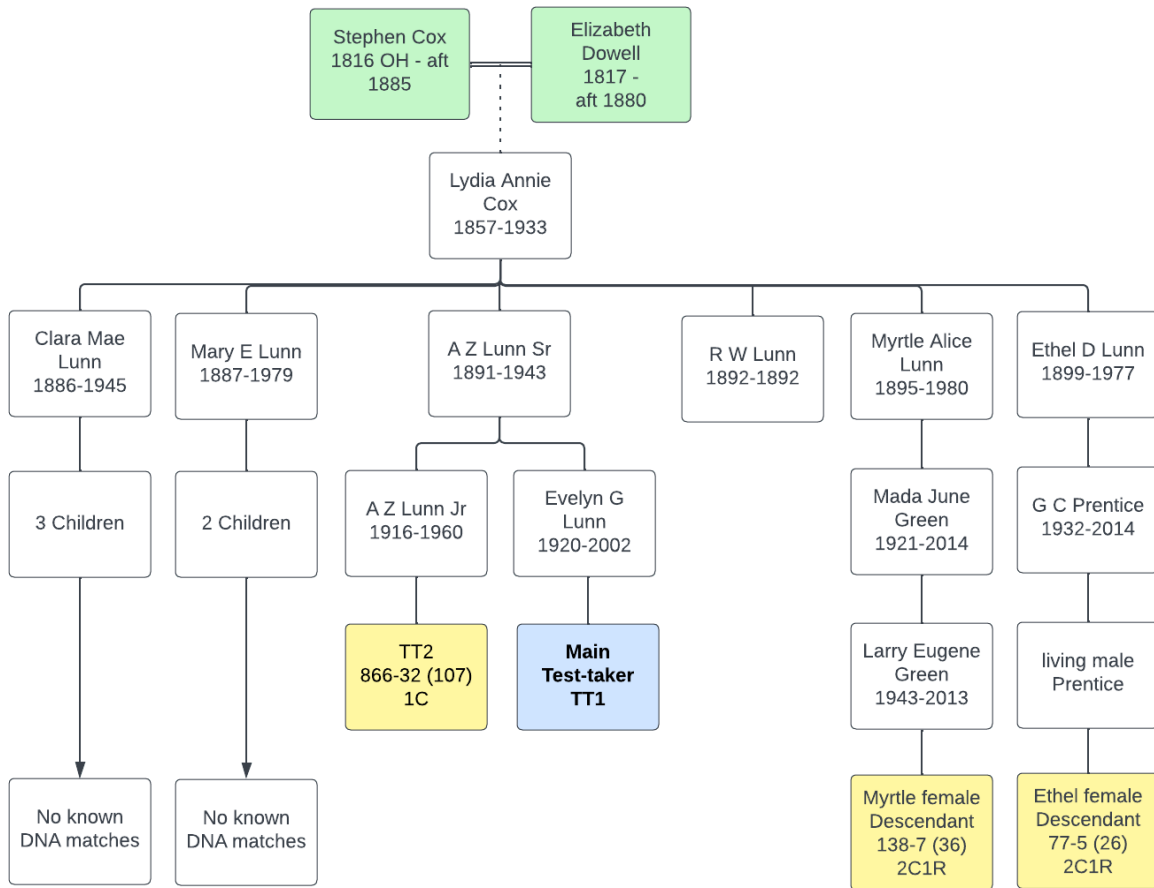 Stephen Cox
1816 OH - aft
1885
Elizabeth
Dowell
1817 -
aft 1880
Lydia Annie
Cox
1857-1933
Clara Mae
Lunn
1886-1945
Mary E Lunn
1887-1979
A Z Lunn Sr
1891-1943
R W Lunn
1892-1892
Myrtle Alice
Lunn
1895-1980
Ethel D Lunn
1899-1977
3 Children
2 Children
A Z Lunn Jr
1916-1960
Evelyn G
Lunn
1920-2002
Mada June
Green
1921-2014
G C Prentice
1932-2014
TT2
866-32 (107)
1C
Main
Test-taker
TT1
Larry Eugene
Green
1943-2013
living male
Prentice
No known
DNA matches
No known
DNA matches
Myrtle female
Descendant
138-7 (36)
2C1R
Ethel female
Descendant
77-5 (26)
2C1R